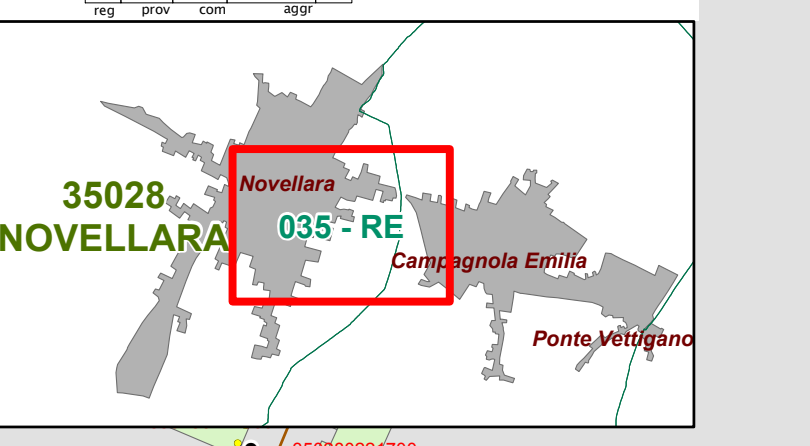 reg prov com aggr
Novellara
35028
035 - RE
NOVELLARA
Campagnola Emilia
Ponte Vettigano